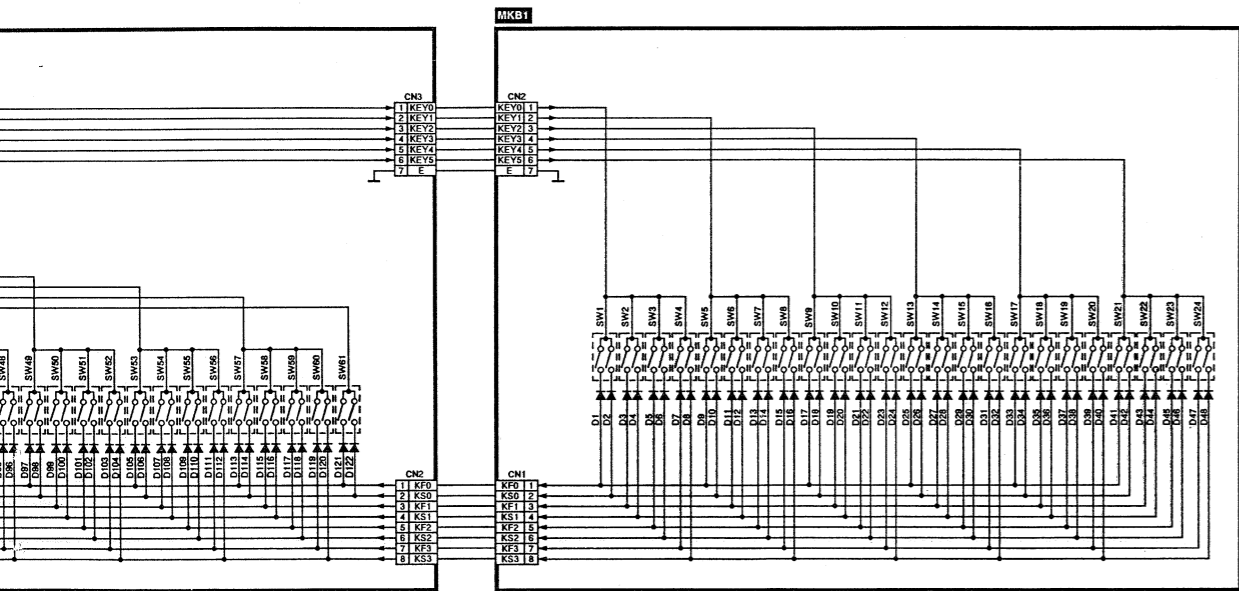 MKB1
CN3
1 KEY0
2 KEY1
3 KEY2
4 KEY3
5 KEY4
6 KEY5
7 E
CN2
KEY0 1
KEY1 2
KEY2 3
KEY3 4
KEY4 5
KEY5 6
E 7
SW48 SW49 SW50 SW51 SW52 SW53 SW54 SW55 SW56 SW57 SW58 SW59 SW60 SW61
D96 D97 D98 D99 D100 D101 D102 D103 D104 D105 D106 D107 D108 D109 D110 D111 D112 D113 D114 D115 D116 D117 D118 D119 D120 D121 D122
SW1 SW2 SW3 SW4 SW5 SW6 SW7 SW8 SW9 SW10 SW11 SW12 SW13 SW14 SW15 SW16 SW17 SW18 SW19 SW20 SW21 SW22 SW23 SW24
D1 D2 D3 D4 D5 D6 D7 D8 D9 D10 D11 D12 D13 D14 D15 D16 D17 D18 D19 D20 D21 D22 D23 D24 D25 D26 D27 D28 D29 D30 D31 D32 D33 D34 D35 D36 D37 D38 D39 D40 D41 D42 D43 D44 D45 D46 D47 D48
CN2
1 KF0
2 KS0
3 KF1
4 KS1
5 KF2
6 KS2
7 KF3
8 KS3
CN1
KF0 1
KS0 2
KF1 3
KS1 4
KF2 5
KS2 6
KF3 7
KS3 8